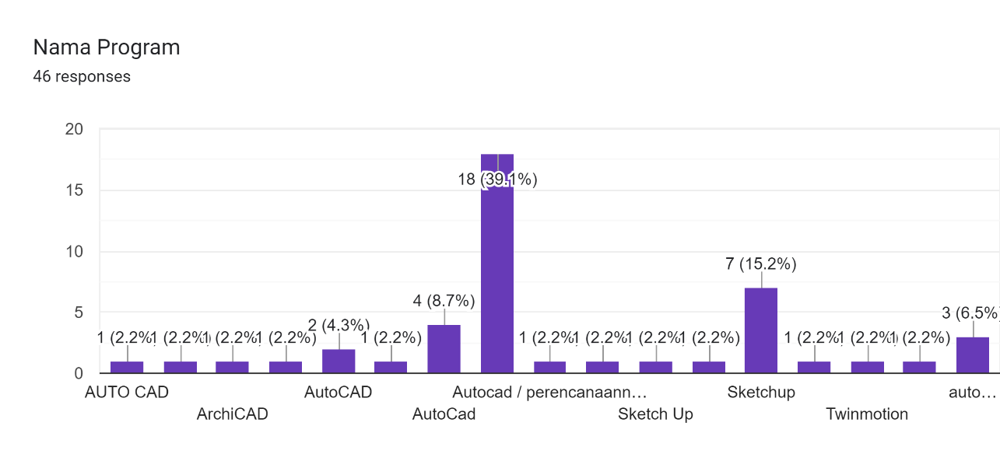 Nama Program
46 responses
20
15
10
5
0
1 (2.2%)
1 (2.2%)
1 (2.2%)
1 (2.2%)
2 (4.3%)
1 (2.2%)
4 (8.7%)
18 (39.1%)
1 (2.2%)
1 (2.2%)
1 (2.2%)
1 (2.2%)
7 (15.2%)
1 (2.2%)
1 (2.2%)
1 (2.2%)
3 (6.5%)
AUTO CAD
ArchiCAD
AutoCAD
AutoCad
Autocad / perencanaann…
Sketch Up
Sketchup
Twinmotion
auto…